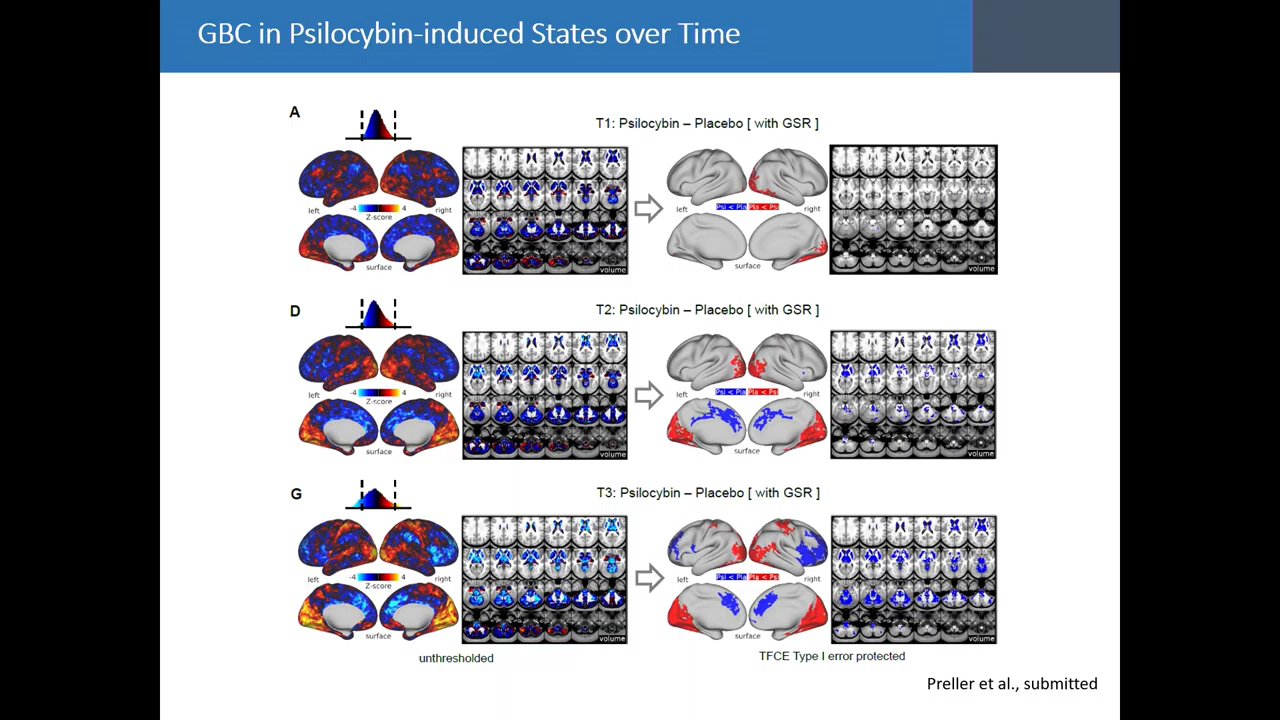 GBC in Psilocybin-induced States over Time
A
T1: Psilocybin – Placebo [ with GSR ]
left
-4
4
Z-score
right
surface
volume
left
Psi < Pla
Pla < Psi
right
surface
volume
D
T2: Psilocybin – Placebo [ with GSR ]
left
-4
4
Z-score
right
surface
volume
left
Psi < Pla
Pla < Psi
right
surface
volume
G
T3: Psilocybin – Placebo [ with GSR ]
left
-4
4
Z-score
right
surface
volume
left
Psi < Pla
Pla < Psi
right
surface
volume
unthresholded
TFCE Type I error protected
Preller et al., submitted